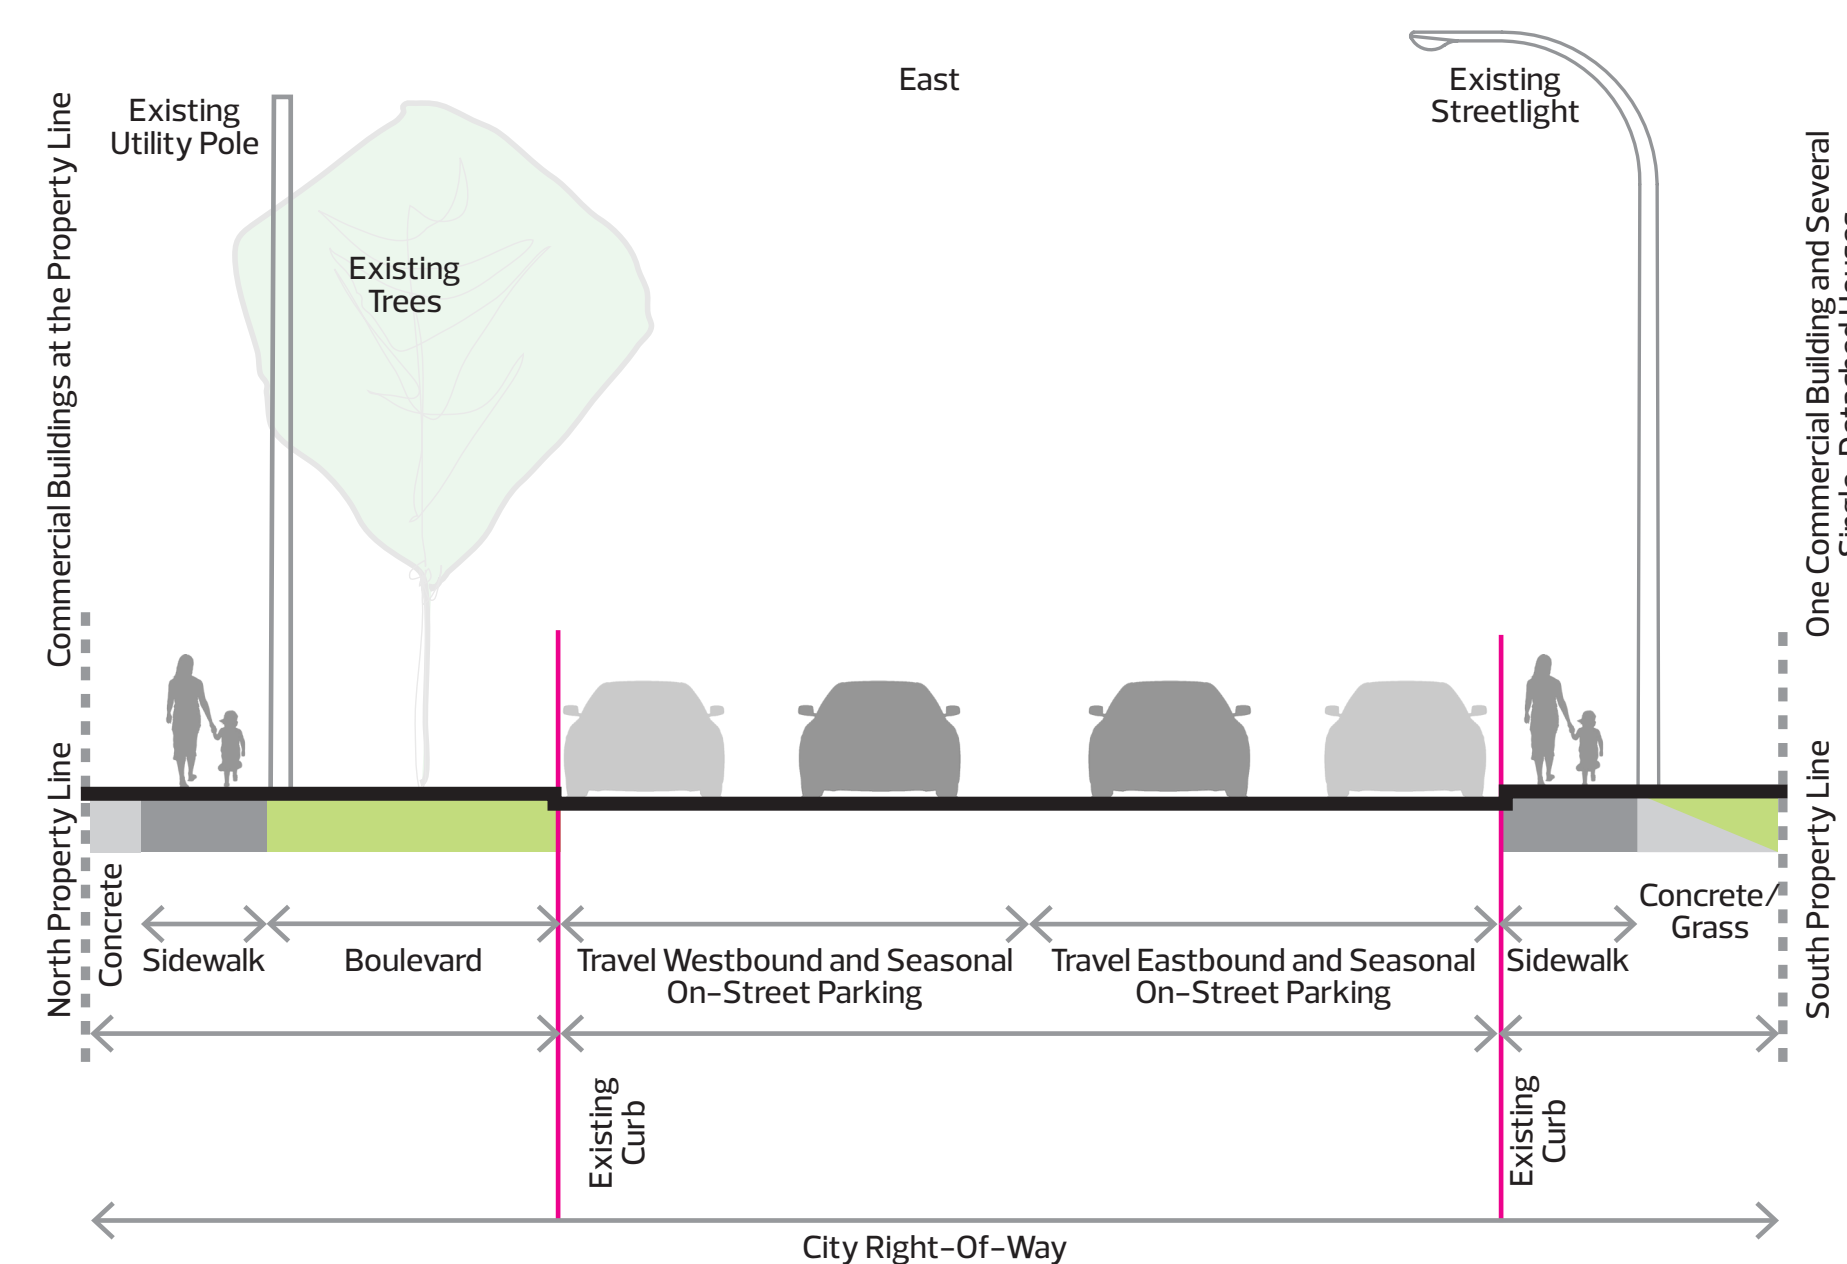 East
Existing
Utility Pole
Existing
Streetlight
Existing
Trees
Commercial Buildings at the Property Line
One Commercial Building and Several
North Property Line
South Property Line
Concrete
Sidewalk
Boulevard
Travel Westbound and Seasonal
On-Street Parking
Travel Eastbound and Seasonal
On-Street Parking
Sidewalk
Concrete/
Grass
Existing
Curb
Existing
Curb
City Right-Of-Way